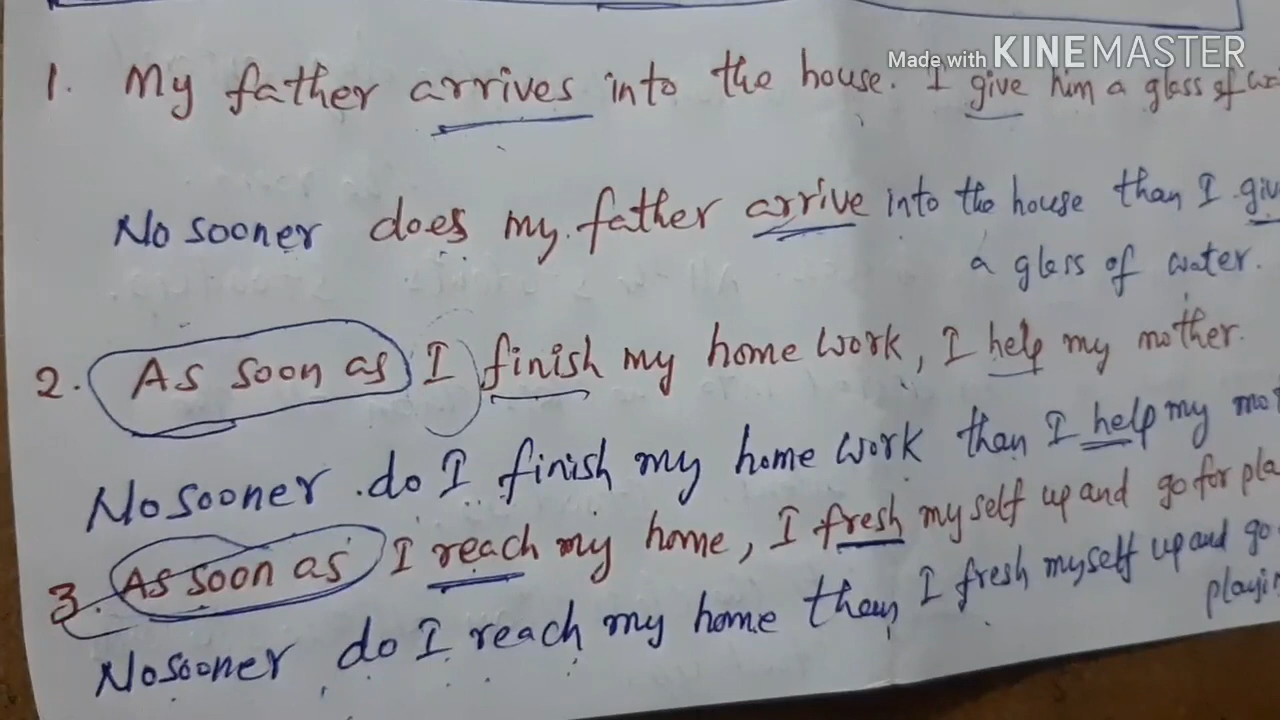 Made with KINEMASTER
1. My father arrives into the house. I give him a glass of
No sooner does my father arrive into the house than I
a glass of water.
2. As soon as I finish my home work, I help my mother.
No sooner do I finish my home work than I help my
3. As soon as I reach my home, I fresh myself up and go for
No sooner do I reach my home than I fresh myself up and go